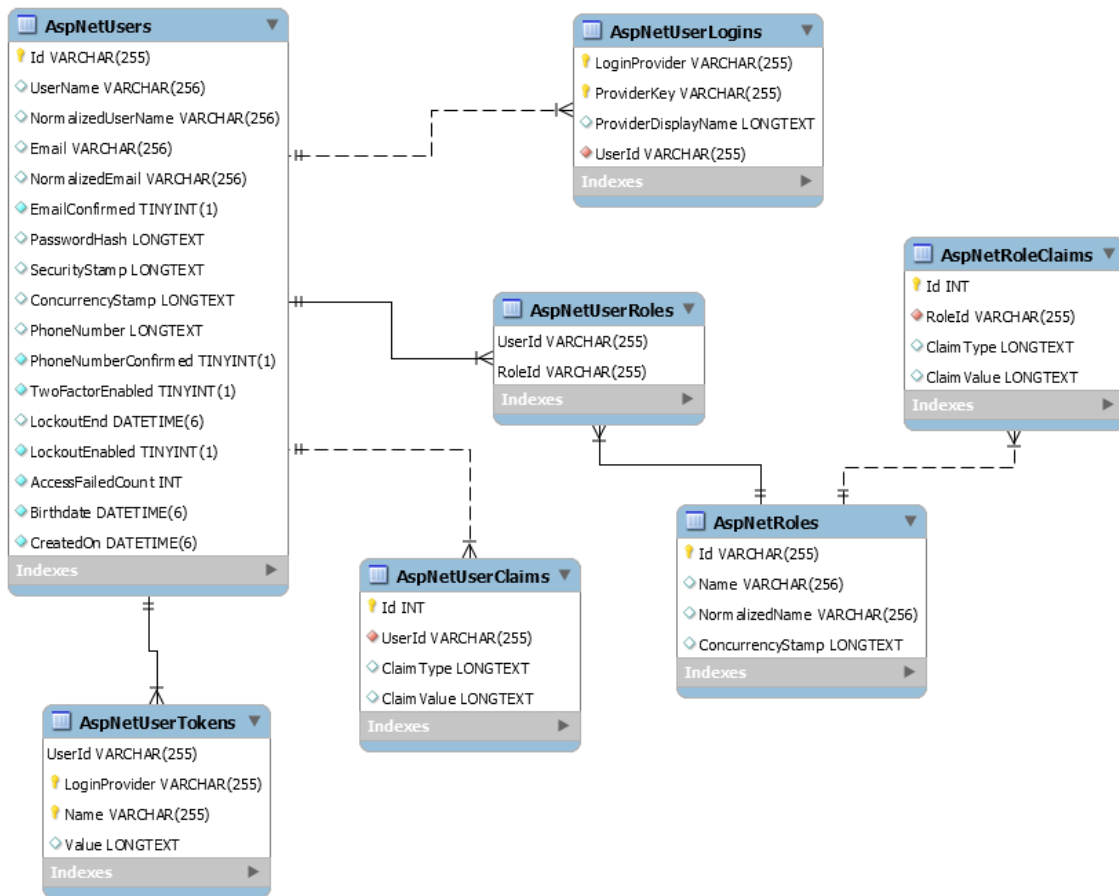 AspNetUsers
Id VARCHAR(255)
UserName VARCHAR(256)
NormalizedUserName VARCHAR(256)
Email VARCHAR(256)
NormalizedEmail VARCHAR(256)
EmailConfirmed TINYINT(1)
PasswordHash LONGTEXT
SecurityStamp LONGTEXT
ConcurrencyStamp LONGTEXT
PhoneNumber LONGTEXT
PhoneNumberConfirmed TINYINT(1)
TwoFactorEnabled TINYINT(1)
LockoutEnd DATETIME(6)
LockoutEnabled TINYINT(1)
AccessFailedCount INT
Birthdate DATETIME(6)
CreatedOn DATETIME(6)
Indexes
AspNetUserLogins
LoginProvider VARCHAR(255)
ProviderKey VARCHAR(255)
ProviderDisplayName LONGTEXT
UserId VARCHAR(255)
Indexes
AspNetRoleClaims
Id INT
RoleId VARCHAR(255)
ClaimType LONGTEXT
ClaimValue LONGTEXT
Indexes
AspNetUserRoles
UserId VARCHAR(255)
RoleId VARCHAR(255)
Indexes
AspNetRoles
Id VARCHAR(255)
Name VARCHAR(256)
NormalizedName VARCHAR(256)
ConcurrencyStamp LONGTEXT
Indexes
AspNetUserClaims
Id INT
UserId VARCHAR(255)
ClaimType LONGTEXT
ClaimValue LONGTEXT
Indexes
AspNetUserTokens
UserId VARCHAR(255)
LoginProvider VARCHAR(255)
Name VARCHAR(255)
Value LONGTEXT
Indexes